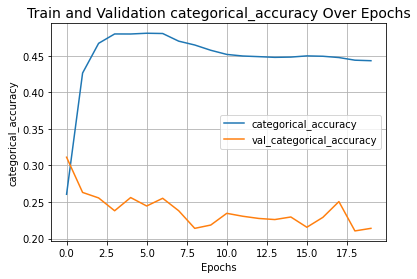 Train and Validation categorical_accuracy Over Epochs
categorical_accuracy
0.45
0.40
0.35
0.30
0.25
0.20
categorical_accuracy
val_categorical_accuracy
0.0 2.5 5.0 7.5 10.0 12.5 15.0 17.5
Epochs